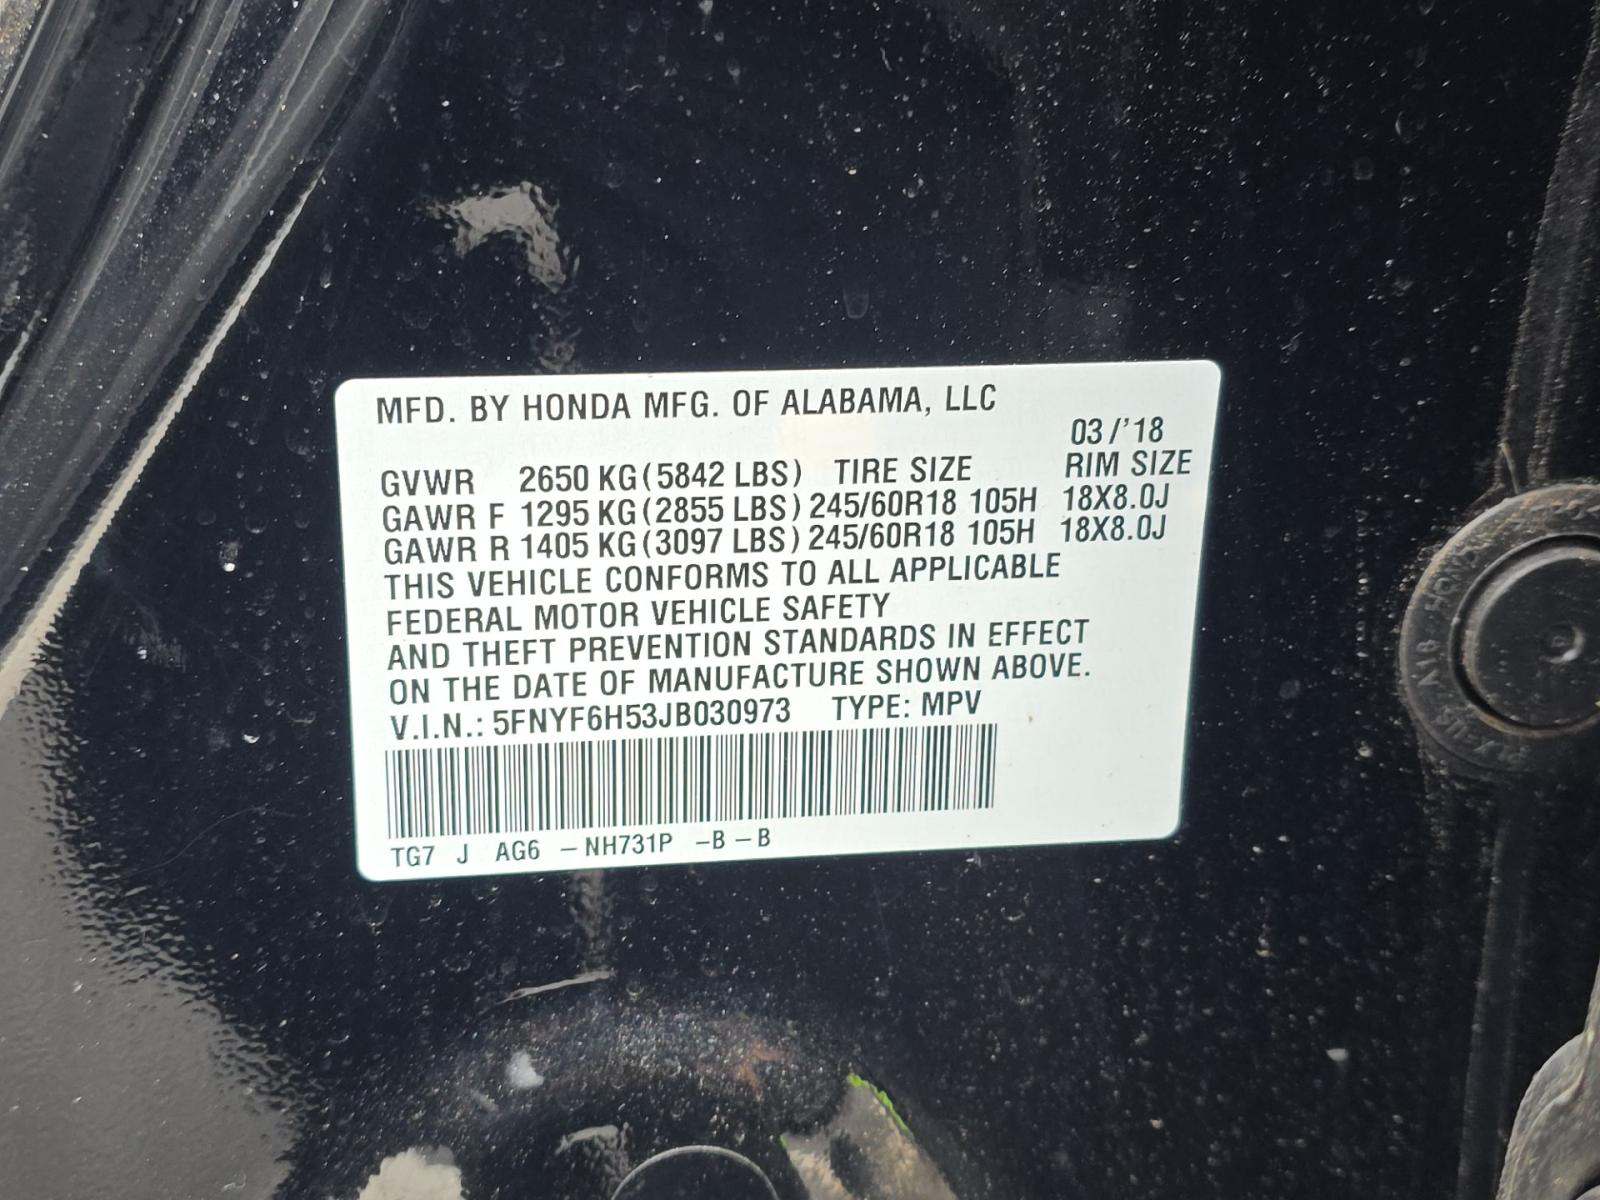 MFD. BY HONDA MFG. OF ALABAMA, LLC
03/'18
GVWR 2650 KG(5842 LBS) TIRE SIZE RIM SIZE
GAWR F 1295 KG(2855 LBS) 245/60R18 105H 18X8.0J
GAWR R 1405 KG(3097 LBS) 245/60R18 105H 18X8.0J
THIS VEHICLE CONFORMS TO ALL APPLICABLE
FEDERAL MOTOR VEHICLE SAFETY
AND THEFT PREVENTION STANDARDS IN EFFECT
ON THE DATE OF MANUFACTURE SHOWN ABOVE.
V.I.N.: 5FNYF6H53JB030973 TYPE: MPV
TG7 J AG6 -NH731P -B-B